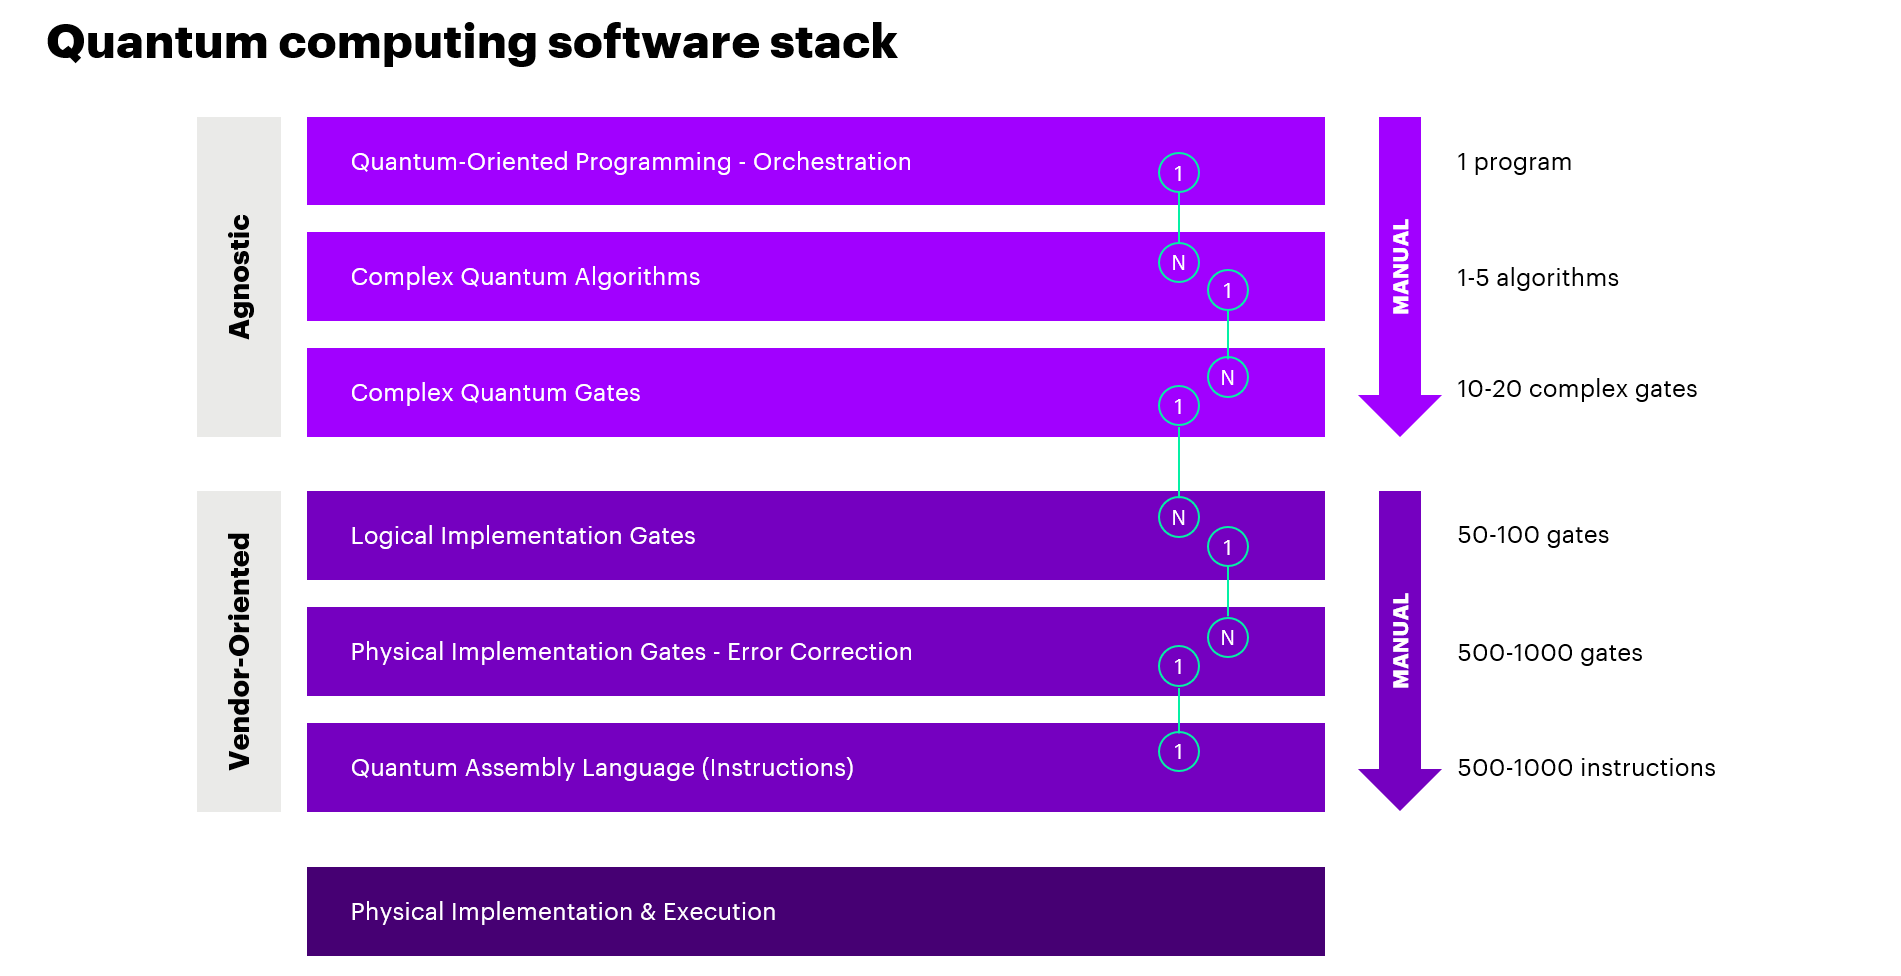 Quantum computing software stack
Agnostic
Quantum-Oriented Programming - Orchestration
1
1 program
Complex Quantum Algorithms
N
1
1-5 algorithms
MANUAL
Complex Quantum Gates
N
1
10-20 complex gates
Vendor-Oriented
Logical Implementation Gates
N
1
50-100 gates
Physical Implementation Gates - Error Correction
N
1
500-1000 gates
MANUAL
Quantum Assembly Language (Instructions)
1
500-1000 instructions
Physical Implementation & Execution